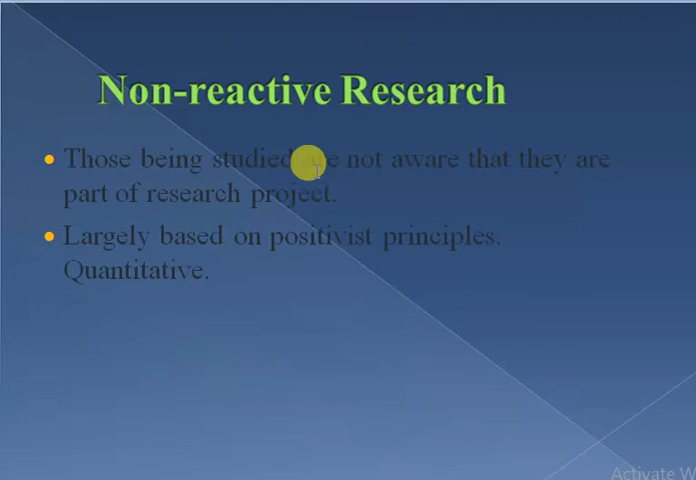 Non-reactive Research
Those being studied are not aware that they are
part of research project.
Largely based on positivist principles.
Quantitative.
Activate W